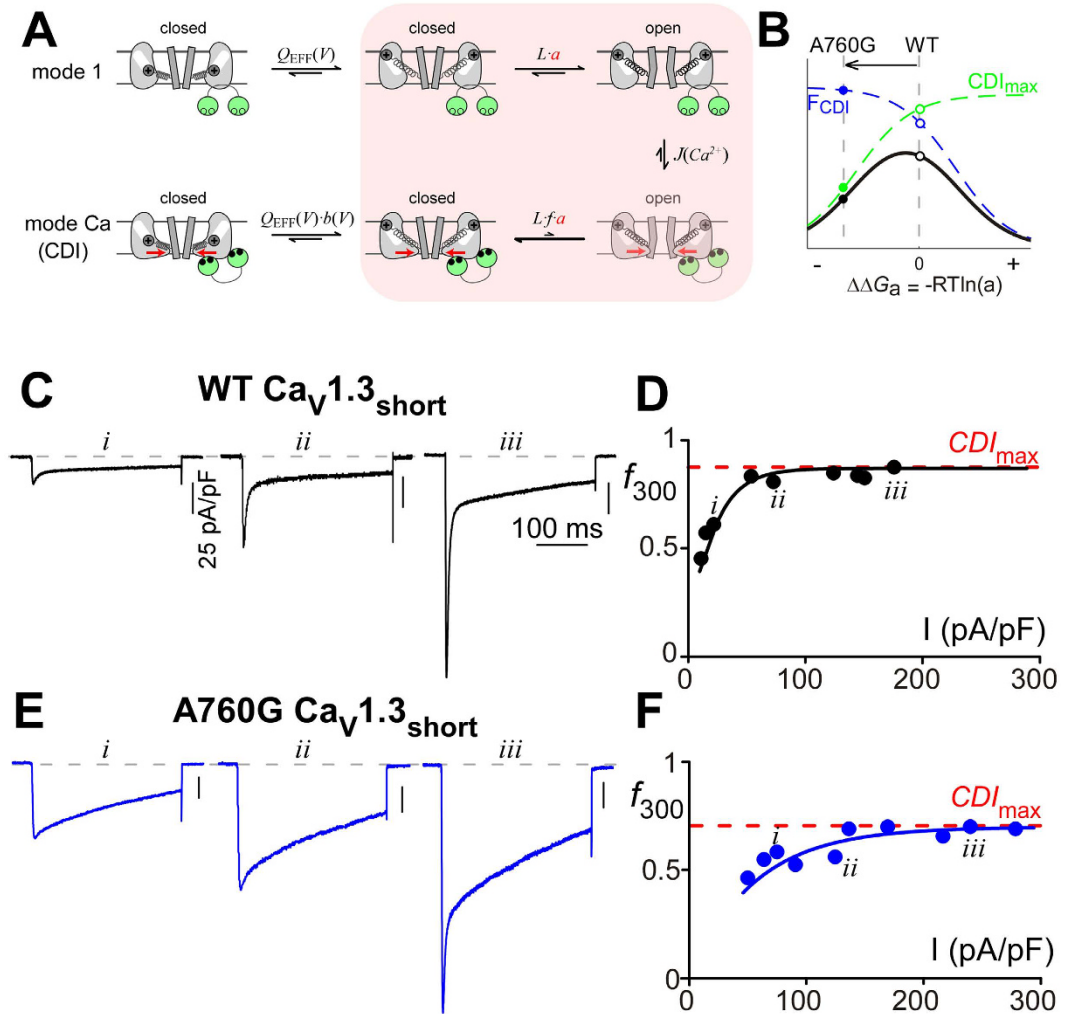 A
closed
closed
open
mode 1
Q_EFF(V)
L·a
J(Ca²⁺)
closed
closed
open
mode Ca
(CDI)
Q_EFF(V)·b(V)
L·f·a
B
A760G
WT
F_CDI
CDI_max
-
0
+
ΔΔG_a = -RTln(a)
C
WT Ca_V1.3_short
i
ii
iii
25 pA/pF
100 ms
D
1
CDI_max
f_300
i
ii
iii
0.5
I (pA/pF)
0
0
100
200
300
E
A760G Ca_V1.3_short
i
ii
iii
F
1
CDI_max
f_300
i
ii
iii
0.5
I (pA/pF)
0
0
100
200
300